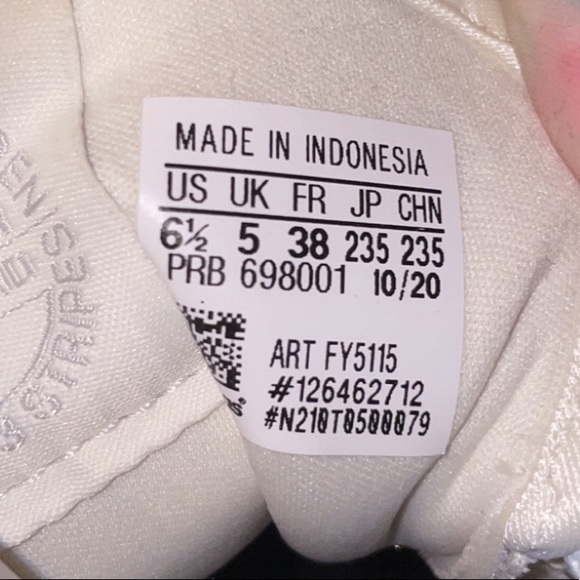 MADE IN INDONESIA
US UK FR JP CHN
6½ 5 38 235 235
PRB 698001 10/20
ART FY5115
#126462712
#N210T0500079
STRIPES